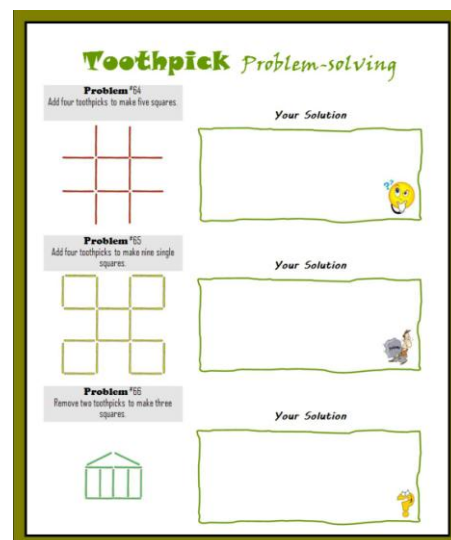 Toothpick Problem-solving
Problem #64
Add four toothpicks to make five squares.
Your Solution
Problem #65
Add four toothpicks to make nine single
squares.
Your Solution
Problem #66
Remove two toothpicks to make three
squares.
Your Solution